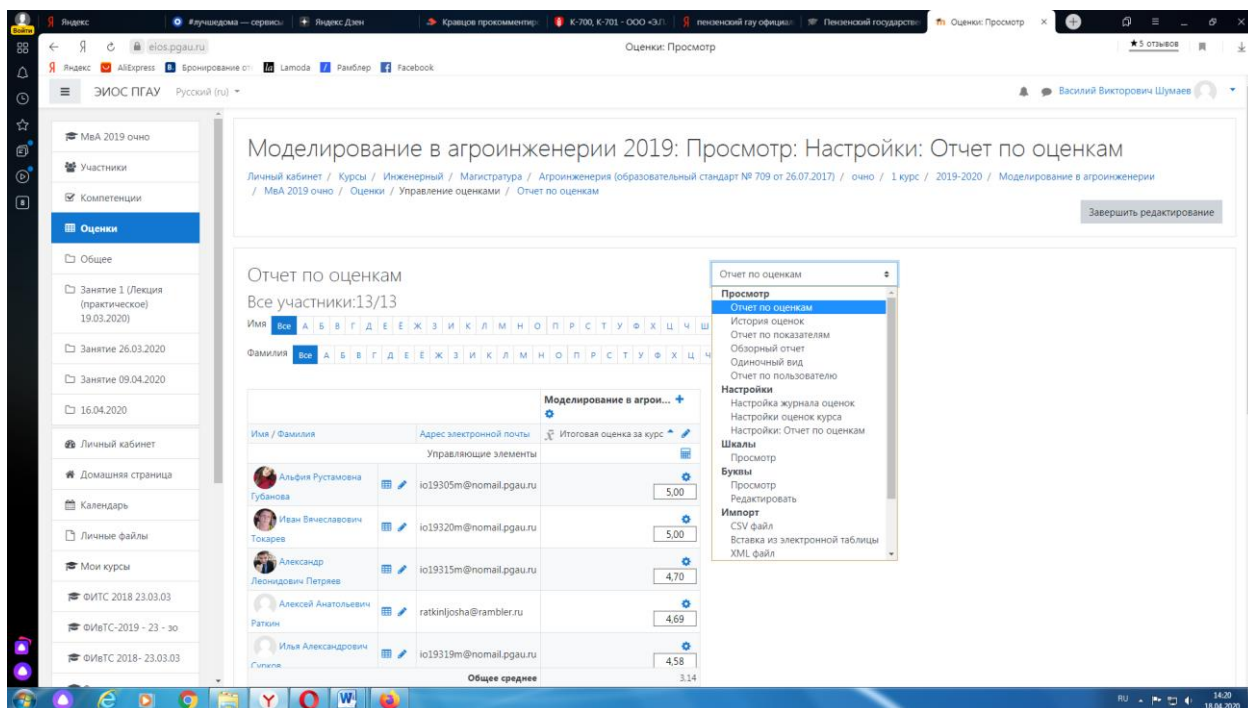 Войти
Яндекс
#лучшедома — сервисы
Яндекс Дзен
Кравцов прокомментир
К-700, К-701 - ООО «ЭЛ
пензенский гау официал
Пензенский государстве
Оценки: Просмотр
eios.pgau.ru
Оценки: Просмотр
★5 отзывов
Яндекс
AliExpress
Бронирование от
Lamoda
Рамблер
Facebook
ЭИОС ПГАУ
Русский (ru)
Василий Викторович Шумаев
МвА 2019 очно
Участники
Компетенции
Оценки
Общее
Занятие 1 (Лекция
(практическое)
19.03.2020)
Занятие 26.03.2020
Занятие 09.04.2020
16.04.2020
Личный кабинет
Домашняя страница
Календарь
Личные файлы
Мои курсы
ФИТС 2018 23.03.03
ФИвТС-2019 - 23 - зо
ФИвТС 2018- 23.03.03
Моделирование в агроинженерии 2019: Просмотр: Настройки: Отчет по оценкам
Личный кабинет / Курсы / Инженерный / Магистратура / Агроинженерия (образовательный стандарт № 709 от 26.07.2017) / очно / 1 курс / 2019-2020 / Моделирование в агроинженерии
/ МвА 2019 очно / Оценки / Управление оценками / Отчет по оценкам
Завершить редактирование
Отчет по оценкам
Все участники:13/13
Имя Все А Б В Г Д Е Ё Ж З И К Л М Н О П Р С Т У Ф Х Ц Ч Ш
Фамилия Все А Б В Г Д Е Ё Ж З И К Л М Н О П Р С Т У Ф Х Ц Ч
Моделирование в агрои...
Имя / Фамилия
Адрес электронной почты
Итоговая оценка за курс
Управляющие элементы
Альфия Рустамовна
Губанова
io19305m@nomail.pgau.ru
5,00
Иван Вячеславович
Токарев
io19320m@nomail.pgau.ru
5,00
Александр
Леонидович Петряев
io19315m@nomail.pgau.ru
4,70
Алексей Анатольевич
Раткин
ratkinljosha@rambler.ru
4,69
Илья Александрович
Сурков
io19319m@nomail.pgau.ru
4,58
Общее среднее
3,14
Отчет по оценкам
Просмотр
Отчет по оценкам
История оценок
Отчет по показателям
Обзорный отчет
Одиночный вид
Отчет по пользователю
Настройки
Настройка журнала оценок
Настройки оценок курса
Настройки: Отчет по оценкам
Шкалы
Просмотр
Буквы
Просмотр
Редактировать
Импорт
CSV файл
Вставка из электронной таблицы
XML файл
RU
14:20
18.04.2020